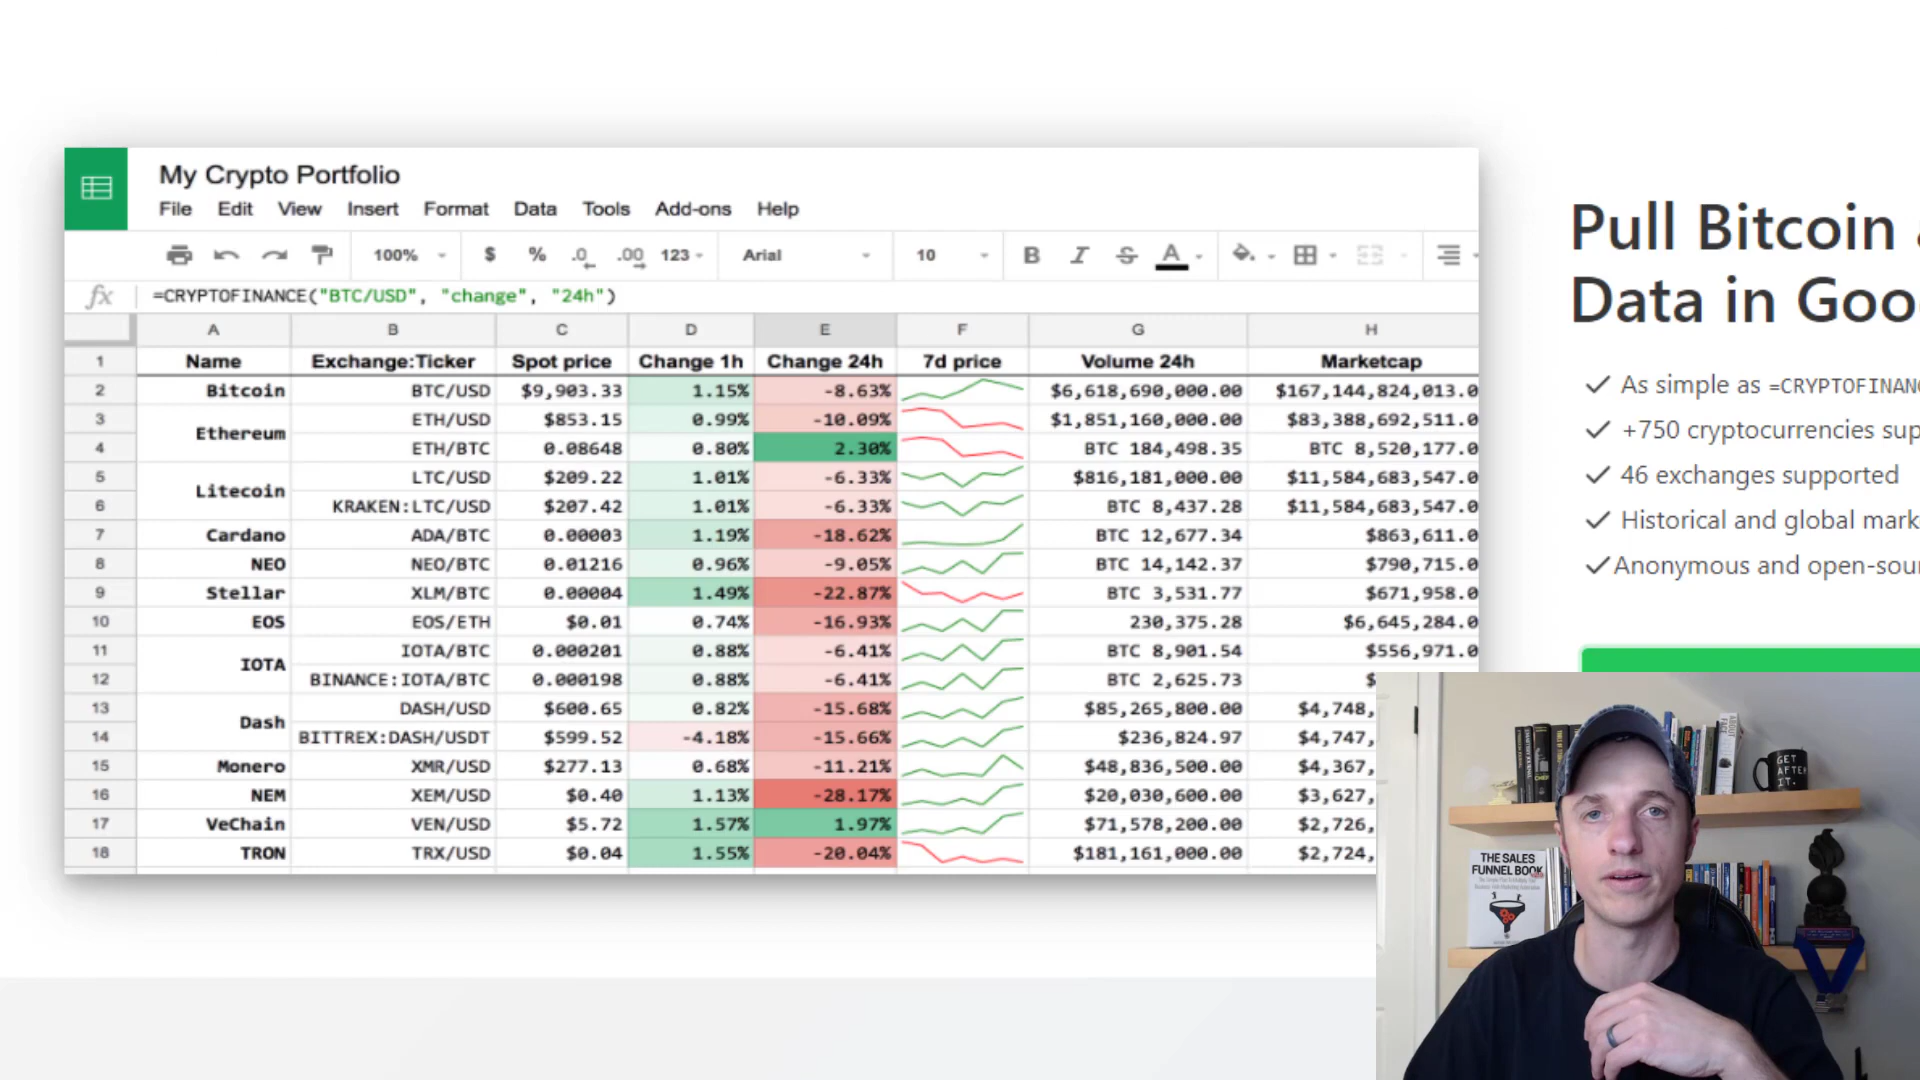 My Crypto Portfolio
File Edit View Insert Format Data Tools Add-ons Help
100% $ % .0 .00 123 Arial 10 B I S A
fx =CRYPTOFINANCE("BTC/USD", "change", "24h")
A B C D E F G H
1 Name Exchange:Ticker Spot price Change 1h Change 24h 7d price Volume 24h Marketcap
2 Bitcoin BTC/USD $9,903.33 1.15% -8.63% $6,618,690,000.00 $167,144,824,013.0
3 ETH/USD $853.15 0.99% -10.09% $1,851,160,000.00 $83,388,692,511.0
Ethereum
4 ETH/BTC 0.08648 0.80% 2.30% BTC 184,498.35 BTC 8,520,177.0
5 LTC/USD $209.22 1.01% -6.33% $816,181,000.00 $11,584,683,547.0
Litecoin
6 KRAKEN:LTC/USD $207.42 1.01% -6.33% BTC 8,437.28 $11,584,683,547.0
7 Cardano ADA/BTC 0.00003 1.19% -18.62% BTC 12,677.34 $863,611.0
8 NEO NEO/BTC 0.01216 0.96% -9.05% BTC 14,142.37 $790,715.0
9 Stellar XLM/BTC 0.00004 1.49% -22.87% BTC 3,531.77 $671,958.0
10 EOS EOS/ETH $0.01 0.74% -16.93% 230,375.28 $6,645,284.0
11 IOTA/BTC 0.000201 0.88% -6.41% BTC 8,901.54 $556,971.0
IOTA
12 BINANCE:IOTA/BTC 0.000198 0.88% -6.41% BTC 2,625.73 $
13 DASH/USD $600.65 0.82% -15.68% $85,265,800.00 $4,748,
Dash
14 BITTREX:DASH/USDT $599.52 -4.18% -15.66% $236,824.97 $4,747,
15 Monero XMR/USD $277.13 0.68% -11.21% $48,836,500.00 $4,367,
16 NEM XEM/USD $0.40 1.13% -28.17% $20,030,600.00 $3,627,
17 VeChain VEN/USD $5.72 1.57% 1.97% $71,578,200.00 $2,726,
18 TRON TRX/USD $0.04 1.55% -20.04% $181,161,000.00 $2,724,
Pull Bitcoin
Data in Goo
As simple as =CRYPTOFINAN
+750 cryptocurrencies sup
46 exchanges supported
Historical and global mark
Anonymous and open-sour
GET
AFTER
IT.
THE SALES
FUNNEL BOOK